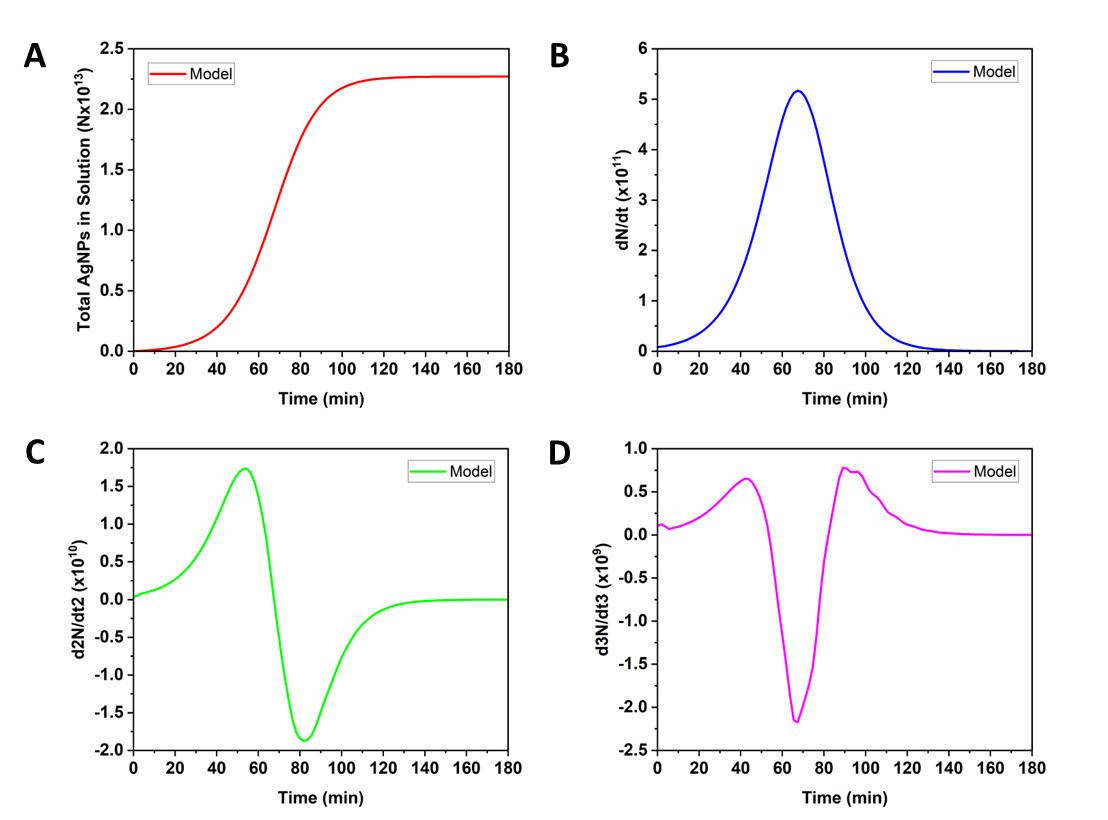 A
Model
Total AgNPs in Solution (Nx10¹³)
2.5
2.0
1.5
1.0
0.5
0.0
0 20 40 60 80 100 120 140 160 180
Time (min)
B
Model
dN/dt (x10¹¹)
6
5
4
3
2
1
0
0 20 40 60 80 100 120 140 160 180
Time (min)
C
Model
d2N/dt2 (x10¹⁰)
2.0
1.5
1.0
0.5
0.0
-0.5
-1.0
-1.5
-2.0
0 20 40 60 80 100 120 140 160 180
Time (min)
D
Model
d3N/dt3 (x10⁹)
1.0
0.5
0.0
-0.5
-1.0
-1.5
-2.0
-2.5
0 20 40 60 80 100 120 140 160 180
Time (min)